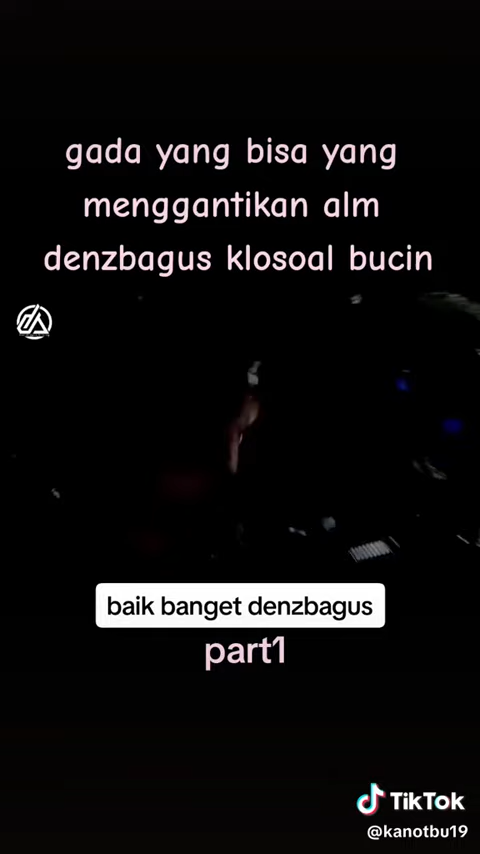 gada yang bisa yang
menggantikan alm
denzbagus klosoal bucin
baik banget denzbagus
part1
TikTok
@kanotbu19